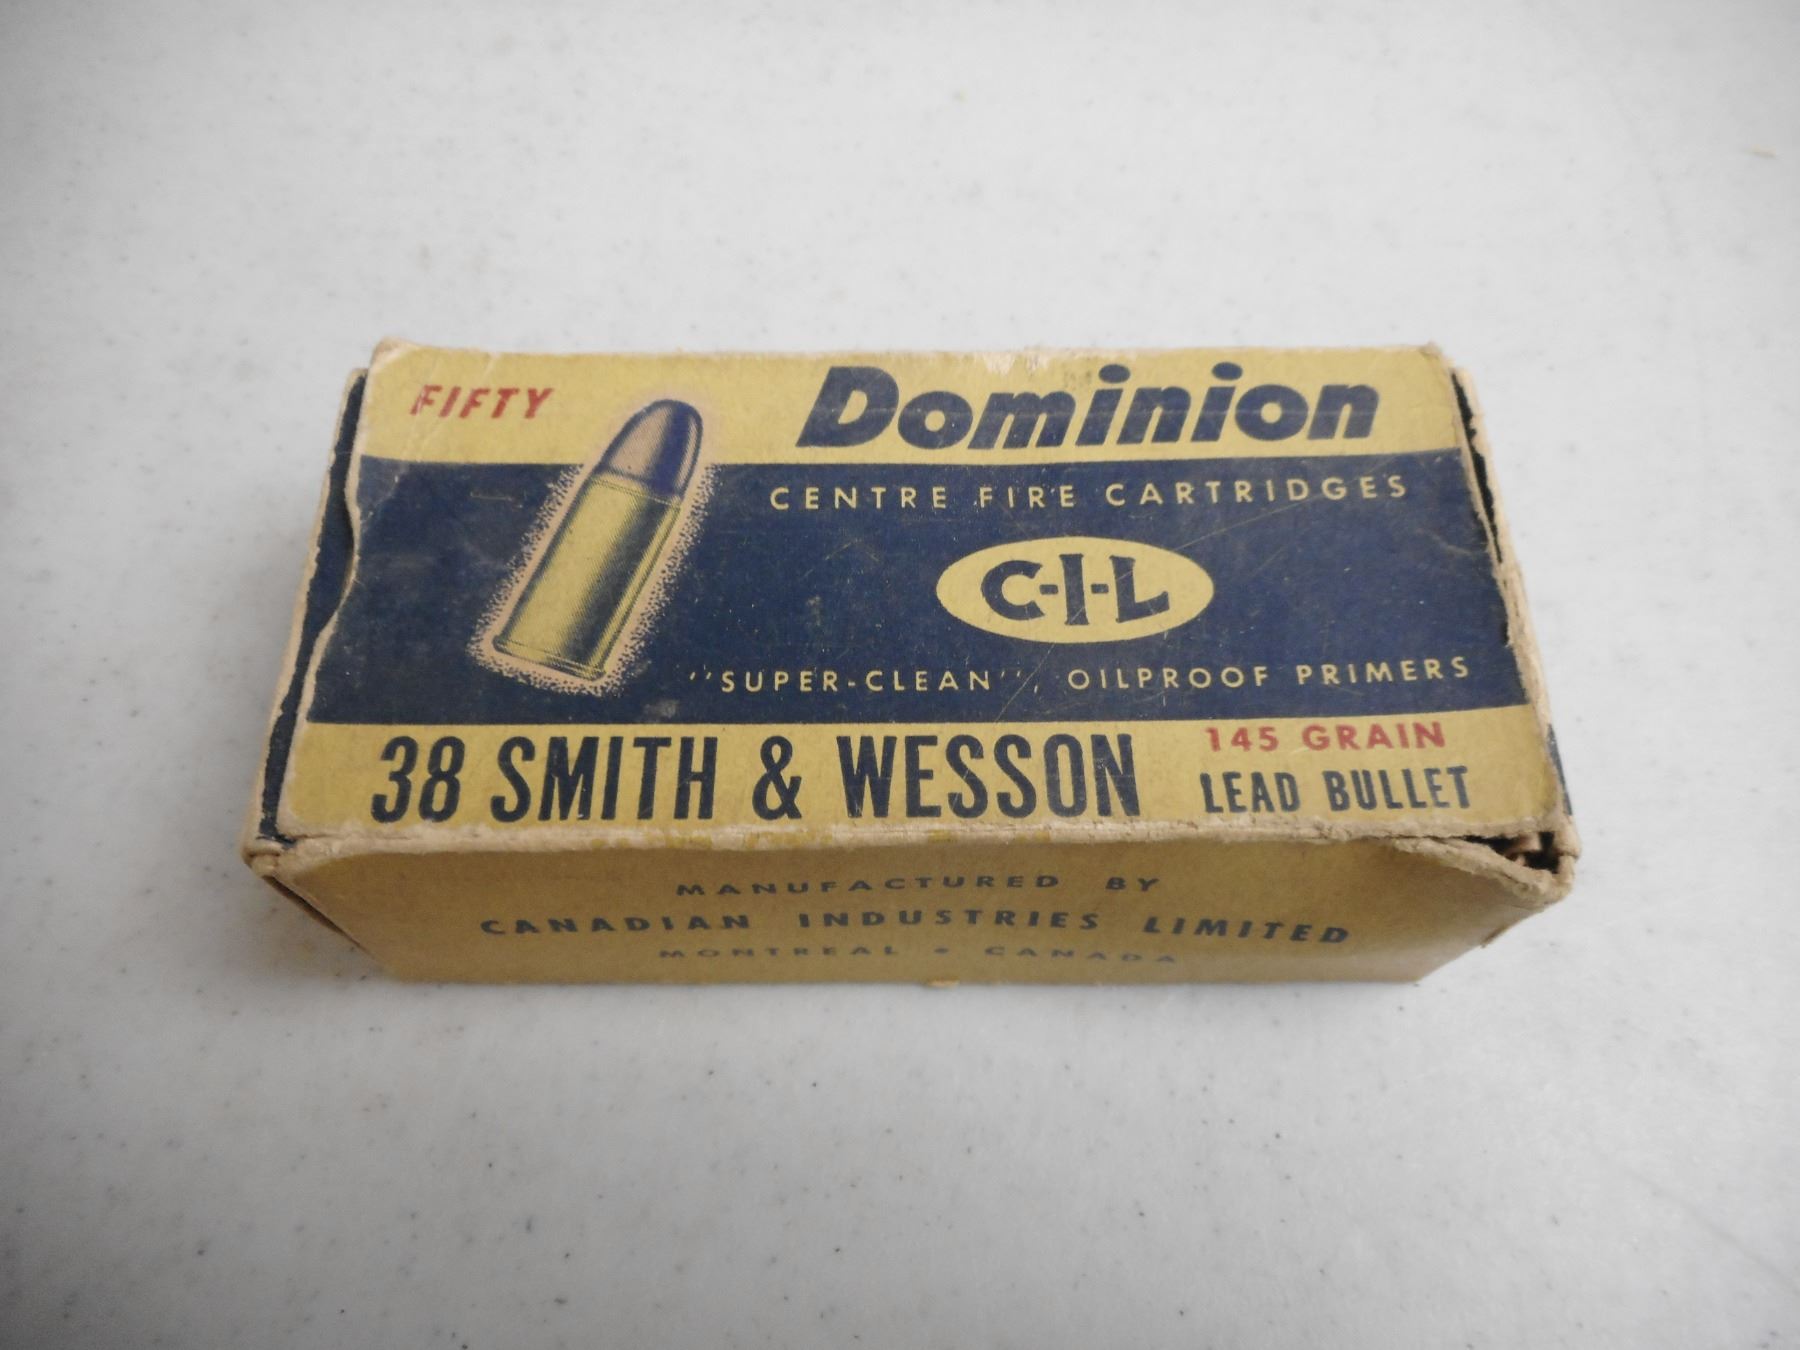 FIFTY
Dominion
CENTRE FIRE CARTRIDGES
C-I-L
"SUPER-CLEAN", OILPROOF PRIMERS
38 SMITH & WESSON
145 GRAIN
LEAD BULLET
MANUFACTURED BY
CANADIAN INDUSTRIES LIMITED
MONTREAL • CANADA